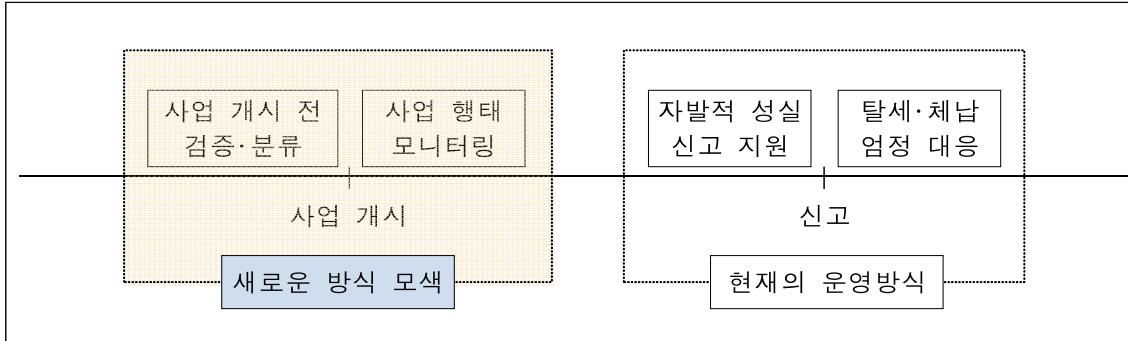 사업 개시 전
검증·분류
사업 행태
모니터링
자발적 성실
신고 지원
탈세·체납
엄정 대응
사업 개시
신고
새로운 방식 모색
현재의 운영방식